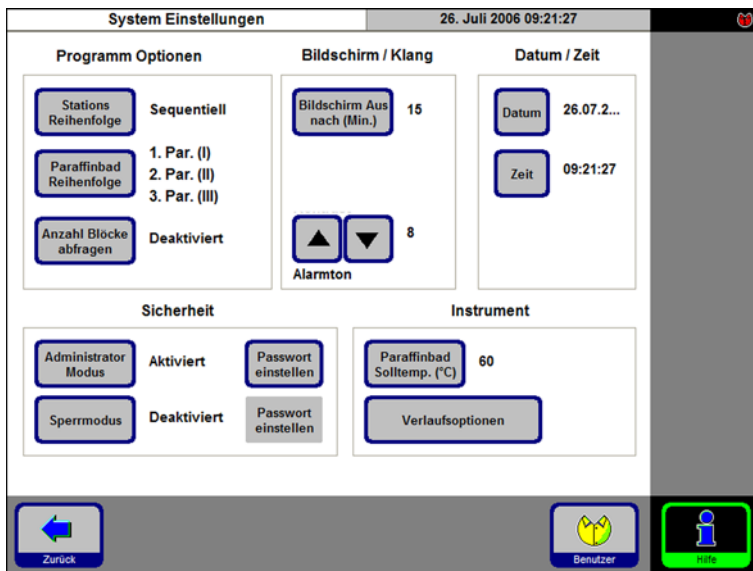 System Einstellungen
26. Juli 2006 09:21:27
Programm Optionen
Stations
Reihenfolge
Sequentiell
Paraffinbad
Reihenfolge
1. Par. (I)
2. Par. (II)
3. Par. (III)
Anzahl Blöcke
abfragen
Deaktiviert
Bildschirm / Klang
Bildschirm Aus
nach (Min.)
15
8
Alarmton
Datum / Zeit
Datum
26.07.2...
Zeit
09:21:27
Sicherheit
Administrator
Modus
Aktiviert
Passwort
einstellen
Sperrmodus
Deaktiviert
Passwort
einstellen
Instrument
Paraffinbad
Solltemp. (°C)
60
Verlaufsoptionen
Zurück
Benutzer
Hilfe